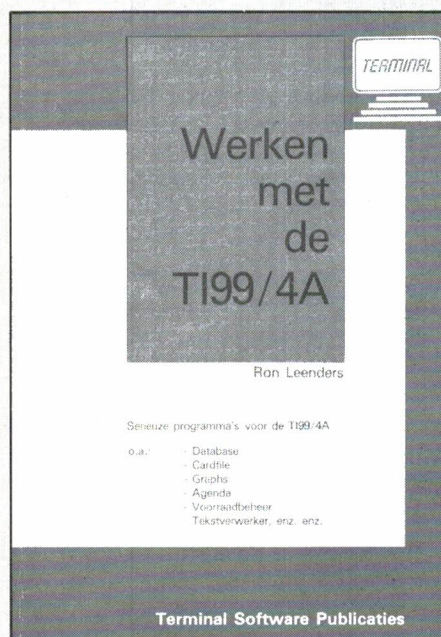 TERMINAL
Werken
met
de
TI99/4A
Ron Leenders
Serieuze programma's voor de TI99/4A
o.a.: - Database
- Cardfile
- Graphs
- Agenda
- Voorraadbeheer
Tekstverwerker, enz. enz.
Terminal Software Publicaties